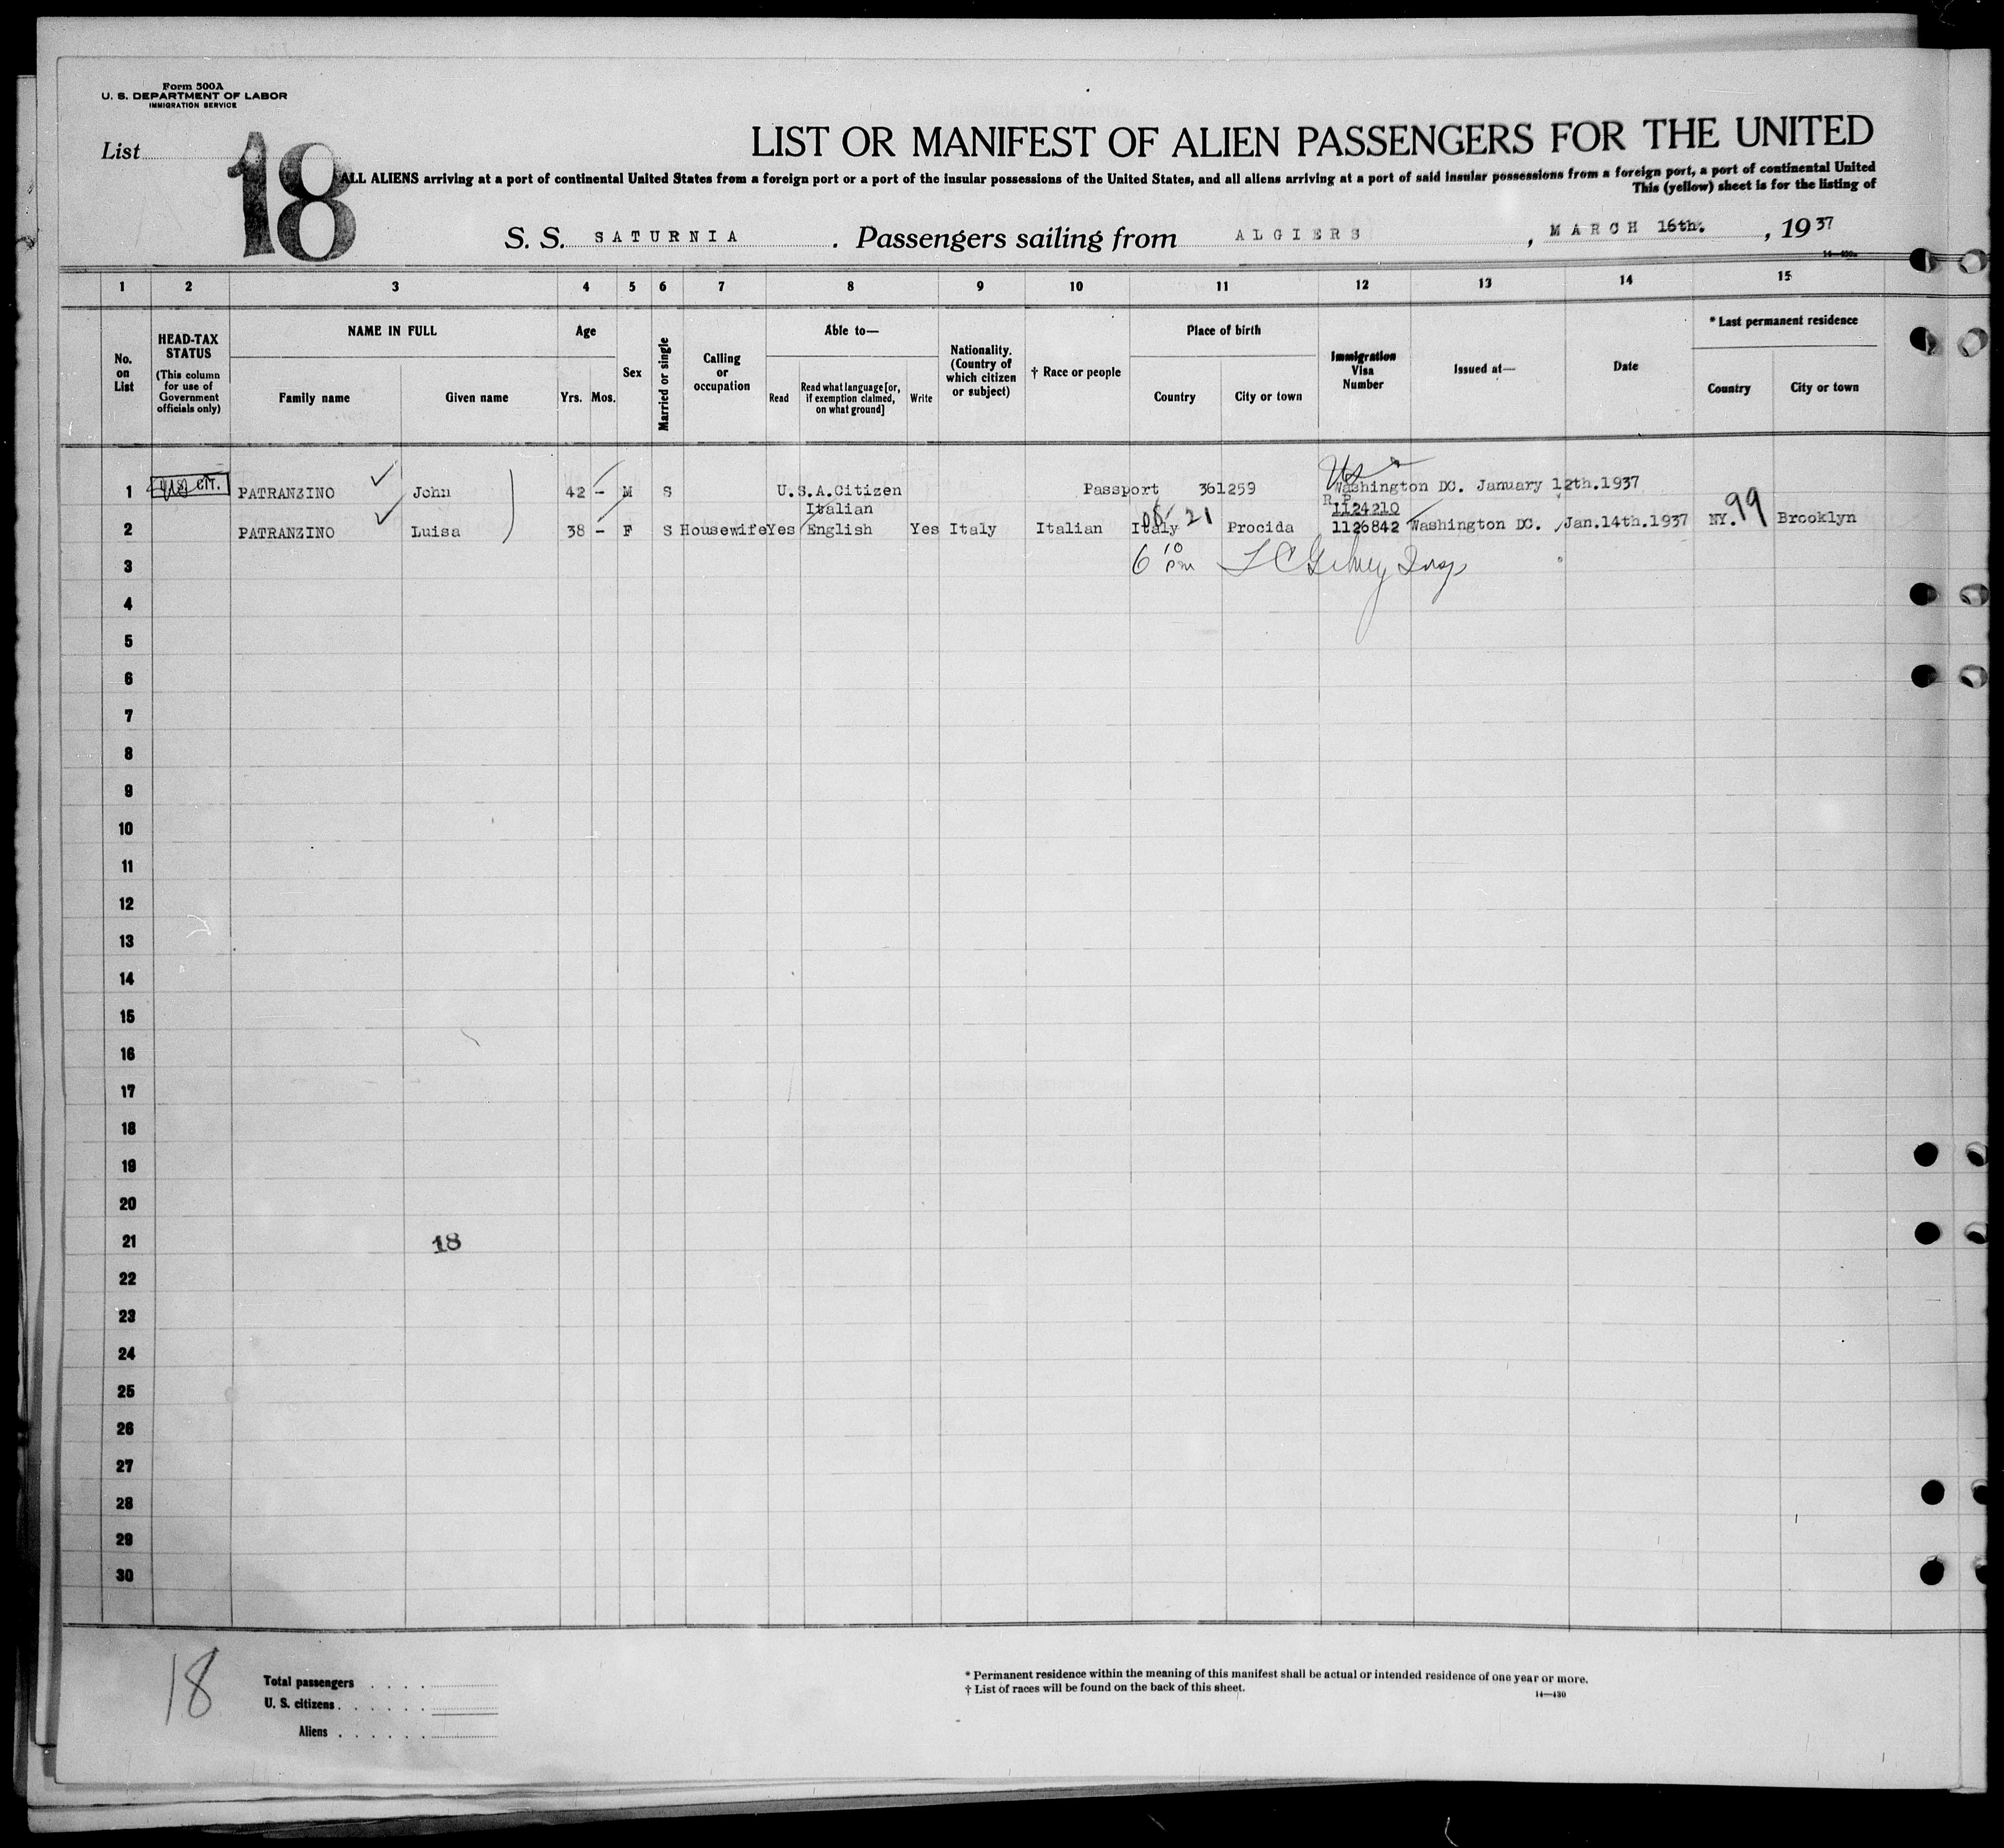 Form 500A
U. S. DEPARTMENT OF LABOR
IMMIGRATION SERVICE
List 18
LIST OR MANIFEST OF ALIEN PASSENGERS FOR THE UNITED
ALL ALIENS arriving at a port of continental United States from a foreign port or a port of the insular possessions of the United States, and all aliens arriving at a port of said insular possessions from a foreign port, a port of continental United
This (yellow) sheet is for the listing of
S. S. SATURNIA. Passengers sailing from ALGIERS, MARCH 16th., 1937
14—430
1 2 3 4 5 6 7 8 9 10 11 12 13 14 15
No. on List
HEAD-TAX STATUS
(This column for use of Government officials only)
NAME IN FULL
Family name
Given name
Age
Yrs. Mos.
Sex
Married or single
Calling or occupation
Able to—
Read
Read what language [or, if exemption claimed, on what ground]
Write
Nationality. (Country of which citizen or subject)
† Race or people
Place of birth
Country
City or town
Immigration Visa Number
Issued at—
Date
* Last permanent residence
Country
City or town
US
1 U.S. CIT. PATRANZINO John 42 - M S U.S.A.Citizen Passport 361259 Washington DC. January 12th.1937
Italian R.P. 1124210
2 PATRANZINO Luisa 38 - F S Housewife Yes English Yes Italy Italian Italy 21 Procida 1126842 Washington DC. Jan.14th.1937 NY. 99 Brooklyn
3 6 10 pm
4
5
6
7
8
9
10
11
12
13
14
15
16
17
18
19
20
21 18
22
23
24
25
26
27
28
29
30
18
Total passengers
U. S. citizens
Aliens
* Permanent residence within the meaning of this manifest shall be actual or intended residence of one year or more.
† List of races will be found on the back of this sheet.
14—430